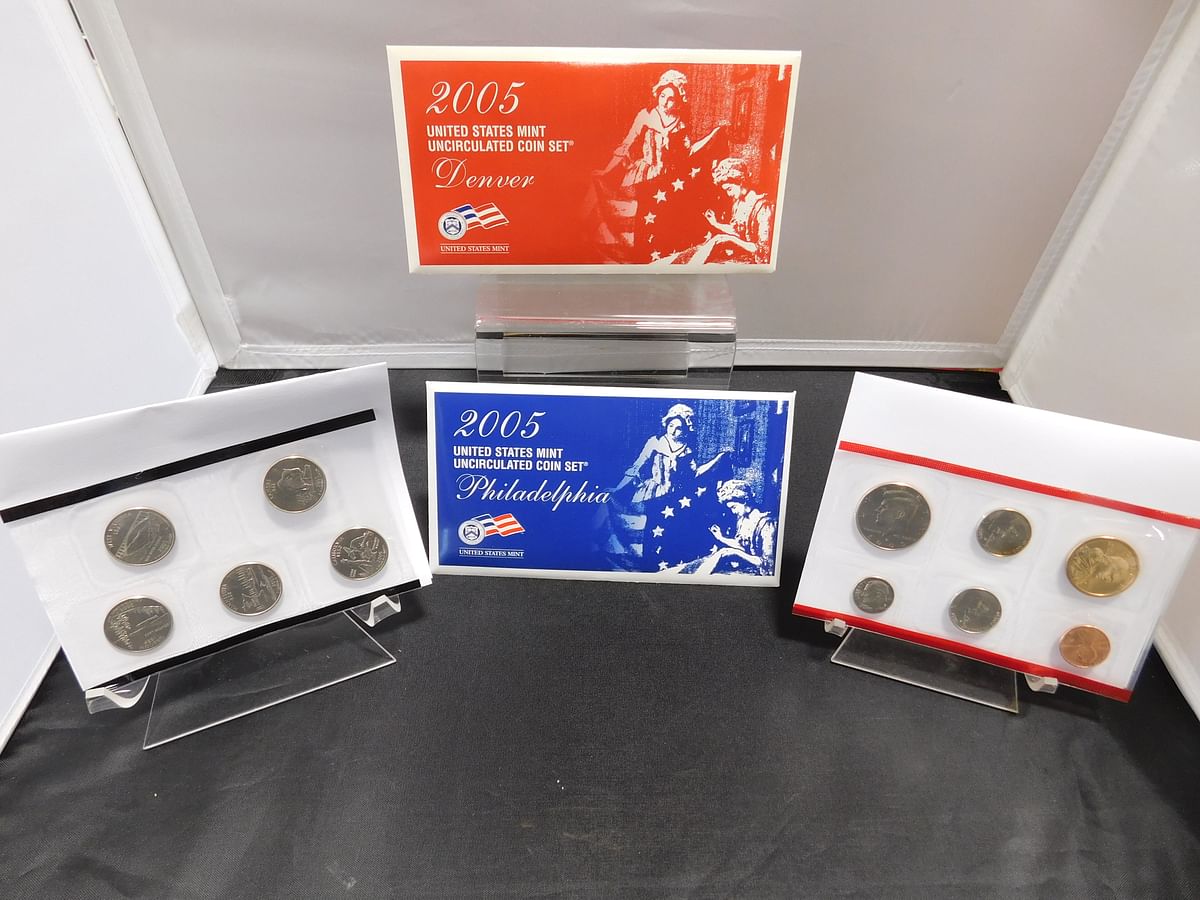 2005
UNITED STATES MINT
UNCIRCULATED COIN SET®
Denver
UNITED STATES MINT
2005
UNITED STATES MINT
UNCIRCULATED COIN SET®
Philadelphia
UNITED STATES MINT